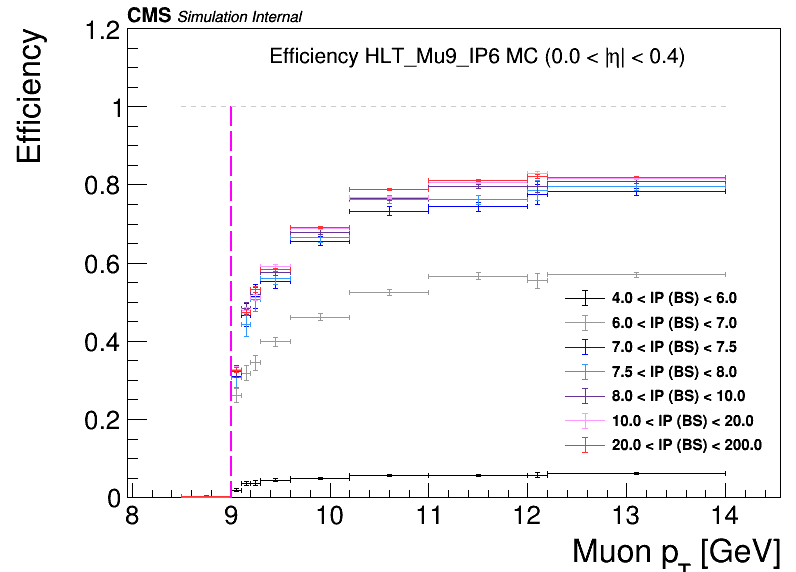 CMS Simulation Internal
Efficiency HLT_Mu9_IP6 MC (0.0 < |η| < 0.4)
Efficiency
1.2
1
0.8
0.6
0.4
0.2
0
4.0 < IP (BS) < 6.0
6.0 < IP (BS) < 7.0
7.0 < IP (BS) < 7.5
7.5 < IP (BS) < 8.0
8.0 < IP (BS) < 10.0
10.0 < IP (BS) < 20.0
20.0 < IP (BS) < 200.0
8 9 10 11 12 13 14
Muon p_T [GeV]